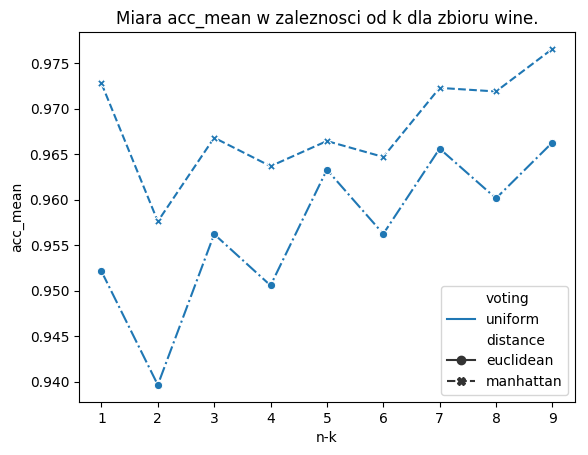 Miara acc_mean w zaleznosci od k dla zbioru wine.
acc_mean
0.975
0.970
0.965
0.960
0.955
0.950
0.945
0.940
voting
uniform
distance
euclidean
manhattan
1 2 3 4 5 6 7 8 9
n-k